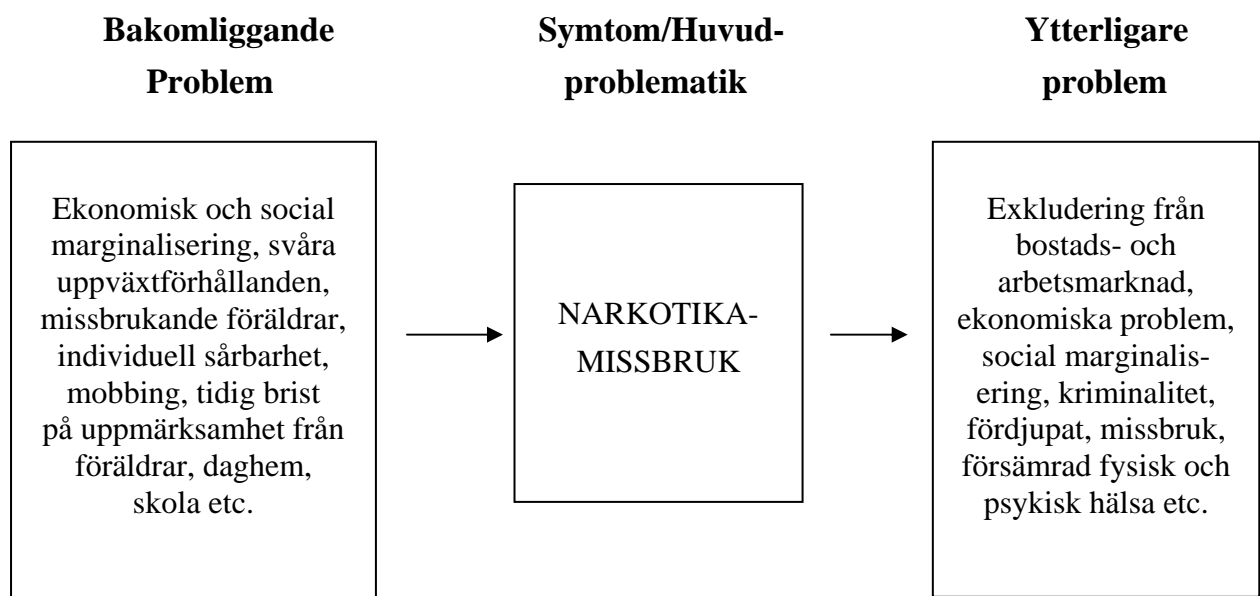 Bakomliggande
Problem
Symtom/Huvud-
problematik
Ytterligare
problem
Ekonomisk och social
marginalisering, svåra
uppväxtförhållanden,
missbrukande föräldrar,
individuell sårbarhet,
mobbing, tidig brist
på uppmärksamhet från
föräldrar, daghem,
skola etc.
NARKOTIKA-
MISSBRUK
Exkludering från
bostads- och
arbetsmarknad,
ekonomiska problem,
social marginalis-
ering, kriminalitet,
fördjupat, missbruk,
försämrad fysisk och
psykisk hälsa etc.